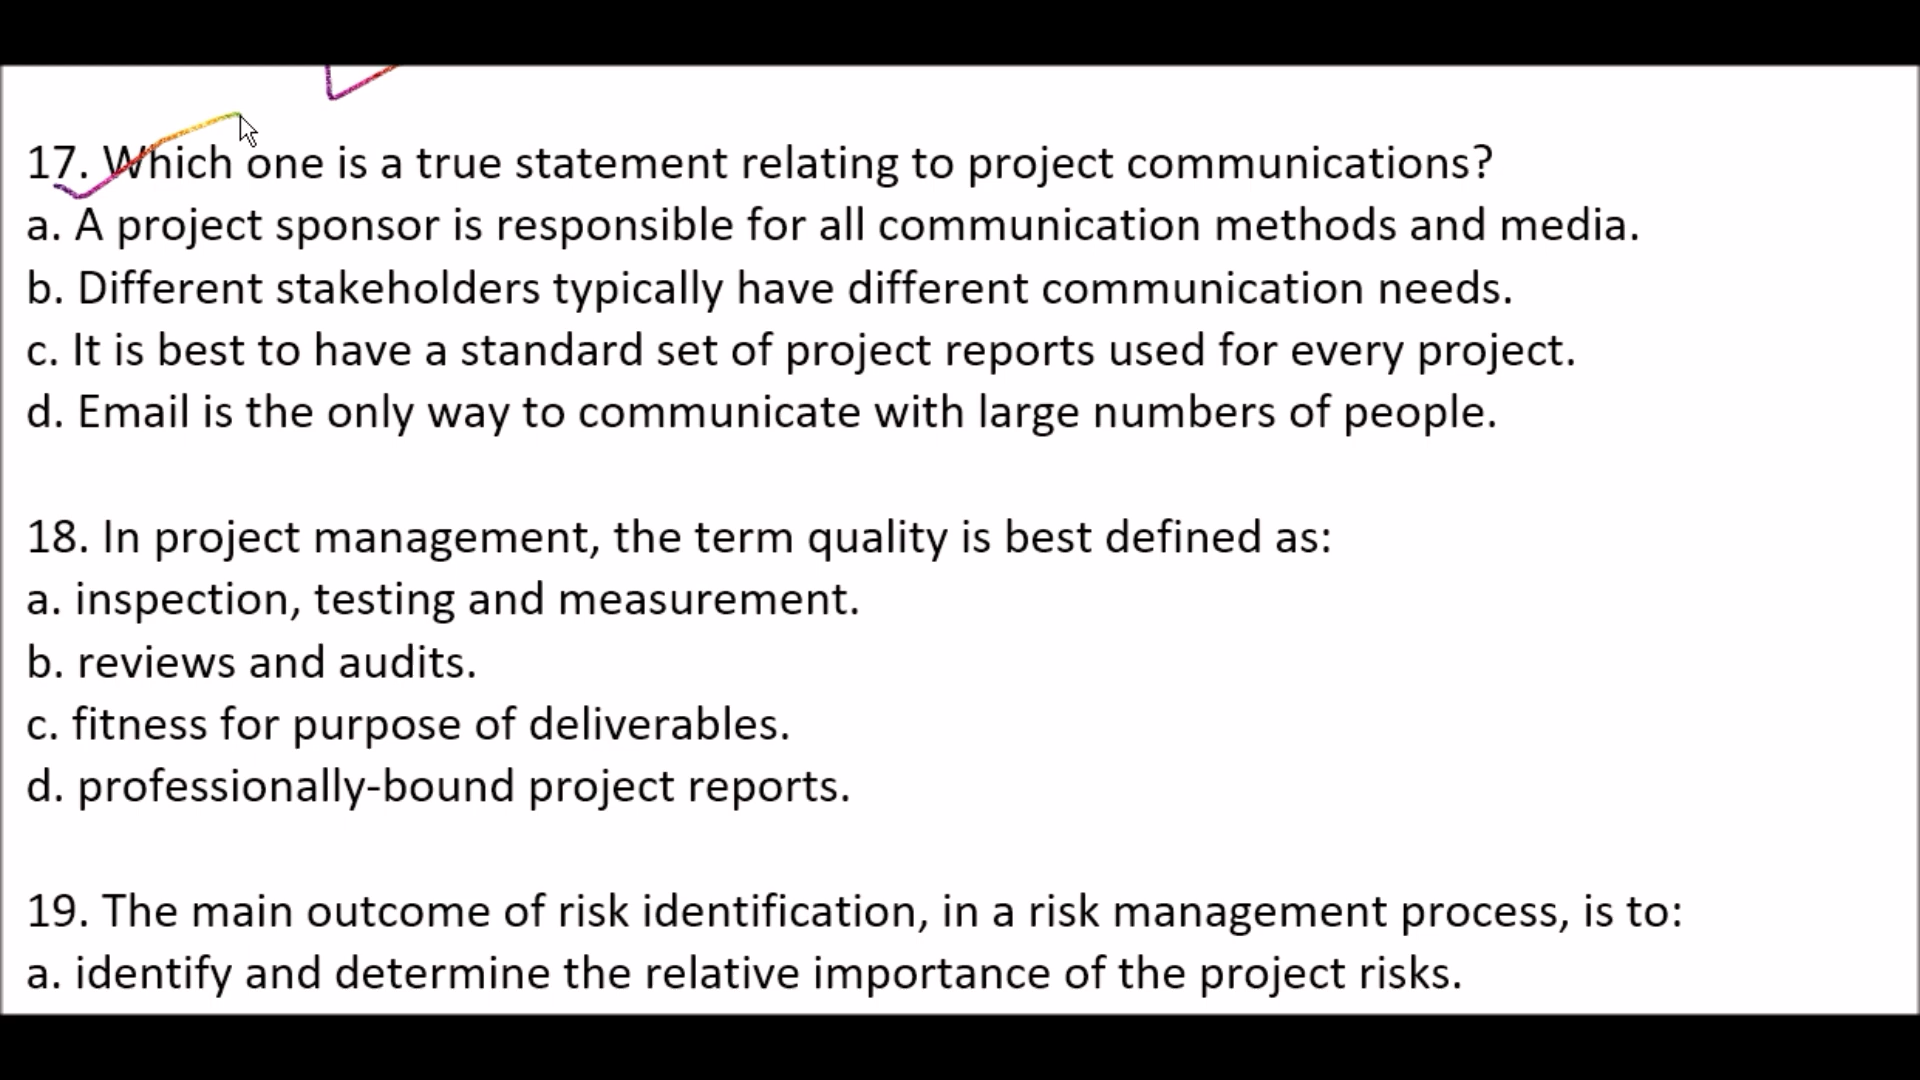 17. Which one is a true statement relating to project communications?
a. A project sponsor is responsible for all communication methods and media.
b. Different stakeholders typically have different communication needs.
c. It is best to have a standard set of project reports used for every project.
d. Email is the only way to communicate with large numbers of people.
18. In project management, the term quality is best defined as:
a. inspection, testing and measurement.
b. reviews and audits.
c. fitness for purpose of deliverables.
d. professionally-bound project reports.
19. The main outcome of risk identification, in a risk management process, is to:
a. identify and determine the relative importance of the project risks.